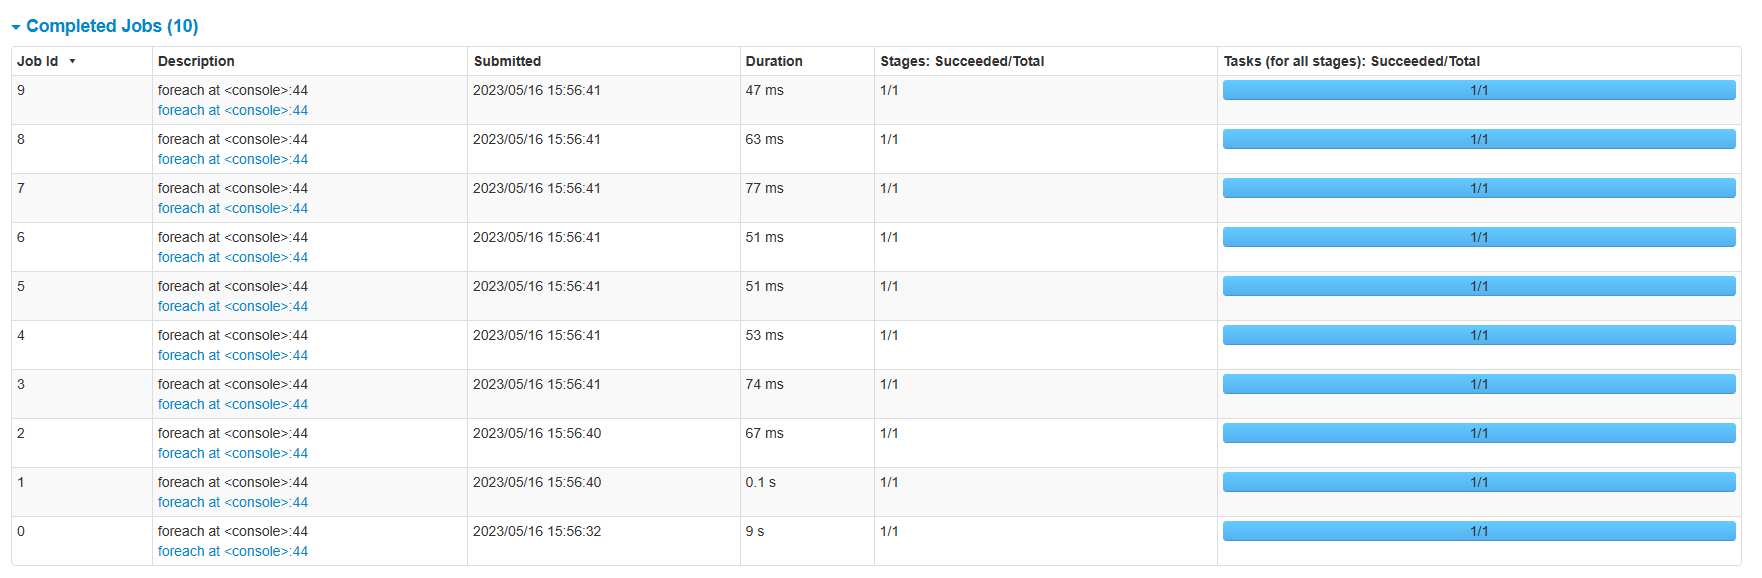 Completed Jobs (10)
Job Id Description Submitted Duration Stages: Succeeded/Total Tasks (for all stages): Succeeded/Total
9 foreach at <console>:44 2023/05/16 15:56:41 47 ms 1/1 1/1
foreach at <console>:44
8 foreach at <console>:44 2023/05/16 15:56:41 63 ms 1/1 1/1
foreach at <console>:44
7 foreach at <console>:44 2023/05/16 15:56:41 77 ms 1/1 1/1
foreach at <console>:44
6 foreach at <console>:44 2023/05/16 15:56:41 51 ms 1/1 1/1
foreach at <console>:44
5 foreach at <console>:44 2023/05/16 15:56:41 51 ms 1/1 1/1
foreach at <console>:44
4 foreach at <console>:44 2023/05/16 15:56:41 53 ms 1/1 1/1
foreach at <console>:44
3 foreach at <console>:44 2023/05/16 15:56:41 74 ms 1/1 1/1
foreach at <console>:44
2 foreach at <console>:44 2023/05/16 15:56:40 67 ms 1/1 1/1
foreach at <console>:44
1 foreach at <console>:44 2023/05/16 15:56:40 0.1 s 1/1 1/1
foreach at <console>:44
0 foreach at <console>:44 2023/05/16 15:56:32 9 s 1/1 1/1
foreach at <console>:44